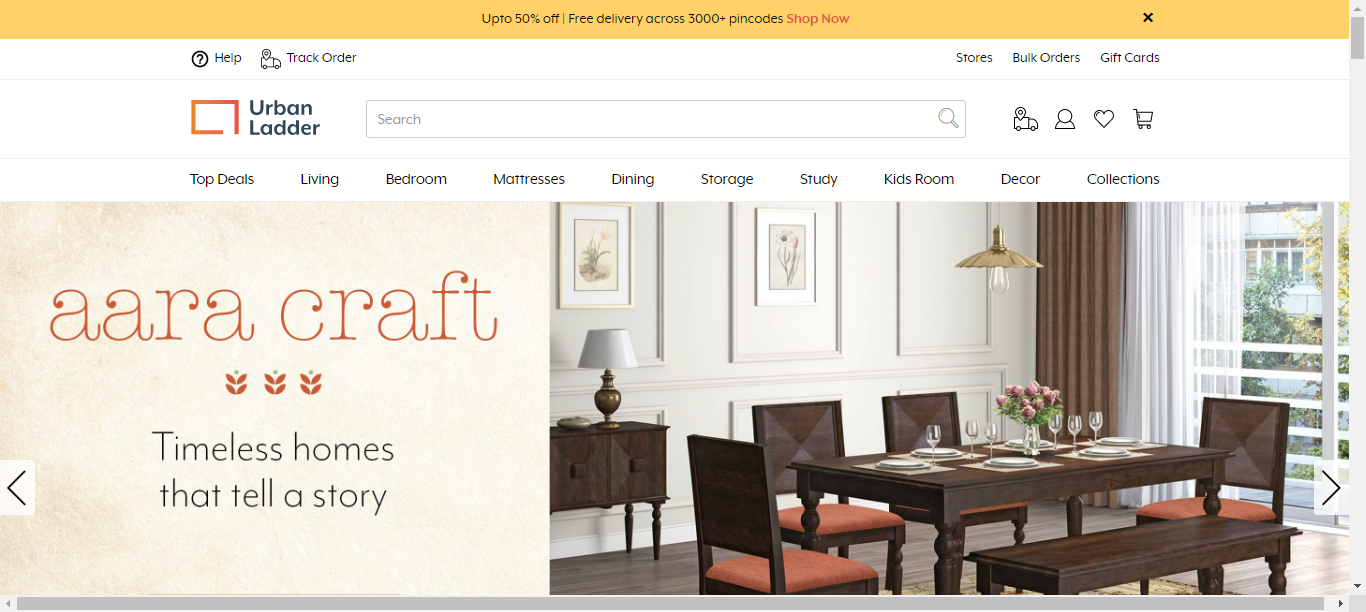 Upto 50% off | Free delivery across 3000+ pincodes Shop Now
Help Track Order Stores Bulk Orders Gift Cards
Urban
Ladder
Search
Top Deals Living Bedroom Mattresses Dining Storage Study Kids Room Decor Collections
aara craft
Timeless homes
that tell a story